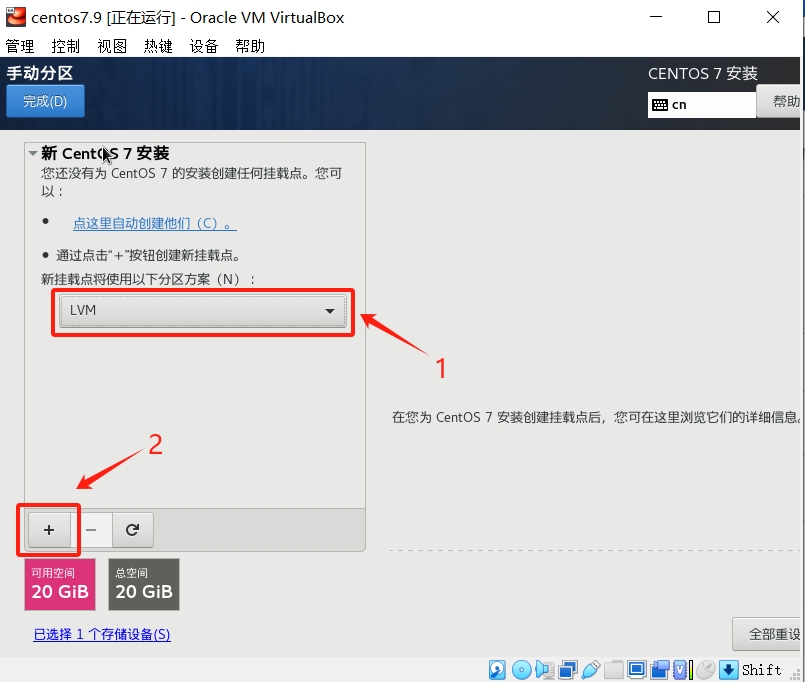 centos7.9 [正在运行] - Oracle VM VirtualBox
管理 控制 视图 热键 设备 帮助
手动分区
CENTOS 7 安装
完成(D)
cn
帮助
新 CentOS 7 安装
您还没有为 CentOS 7 的安装创建任何挂载点。您可
以：
点这里自动创建他们（C）。
通过点击“+”按钮创建新挂载点。
新挂载点将使用以下分区方案（N）：
LVM
1
在您为 CentOS 7 安装创建挂载点后，您可在这里浏览它们的详细信息。
2
+ −
可用空间
20 GiB
总空间
20 GiB
已选择 1 个存储设备(S)
全部重设
Shift